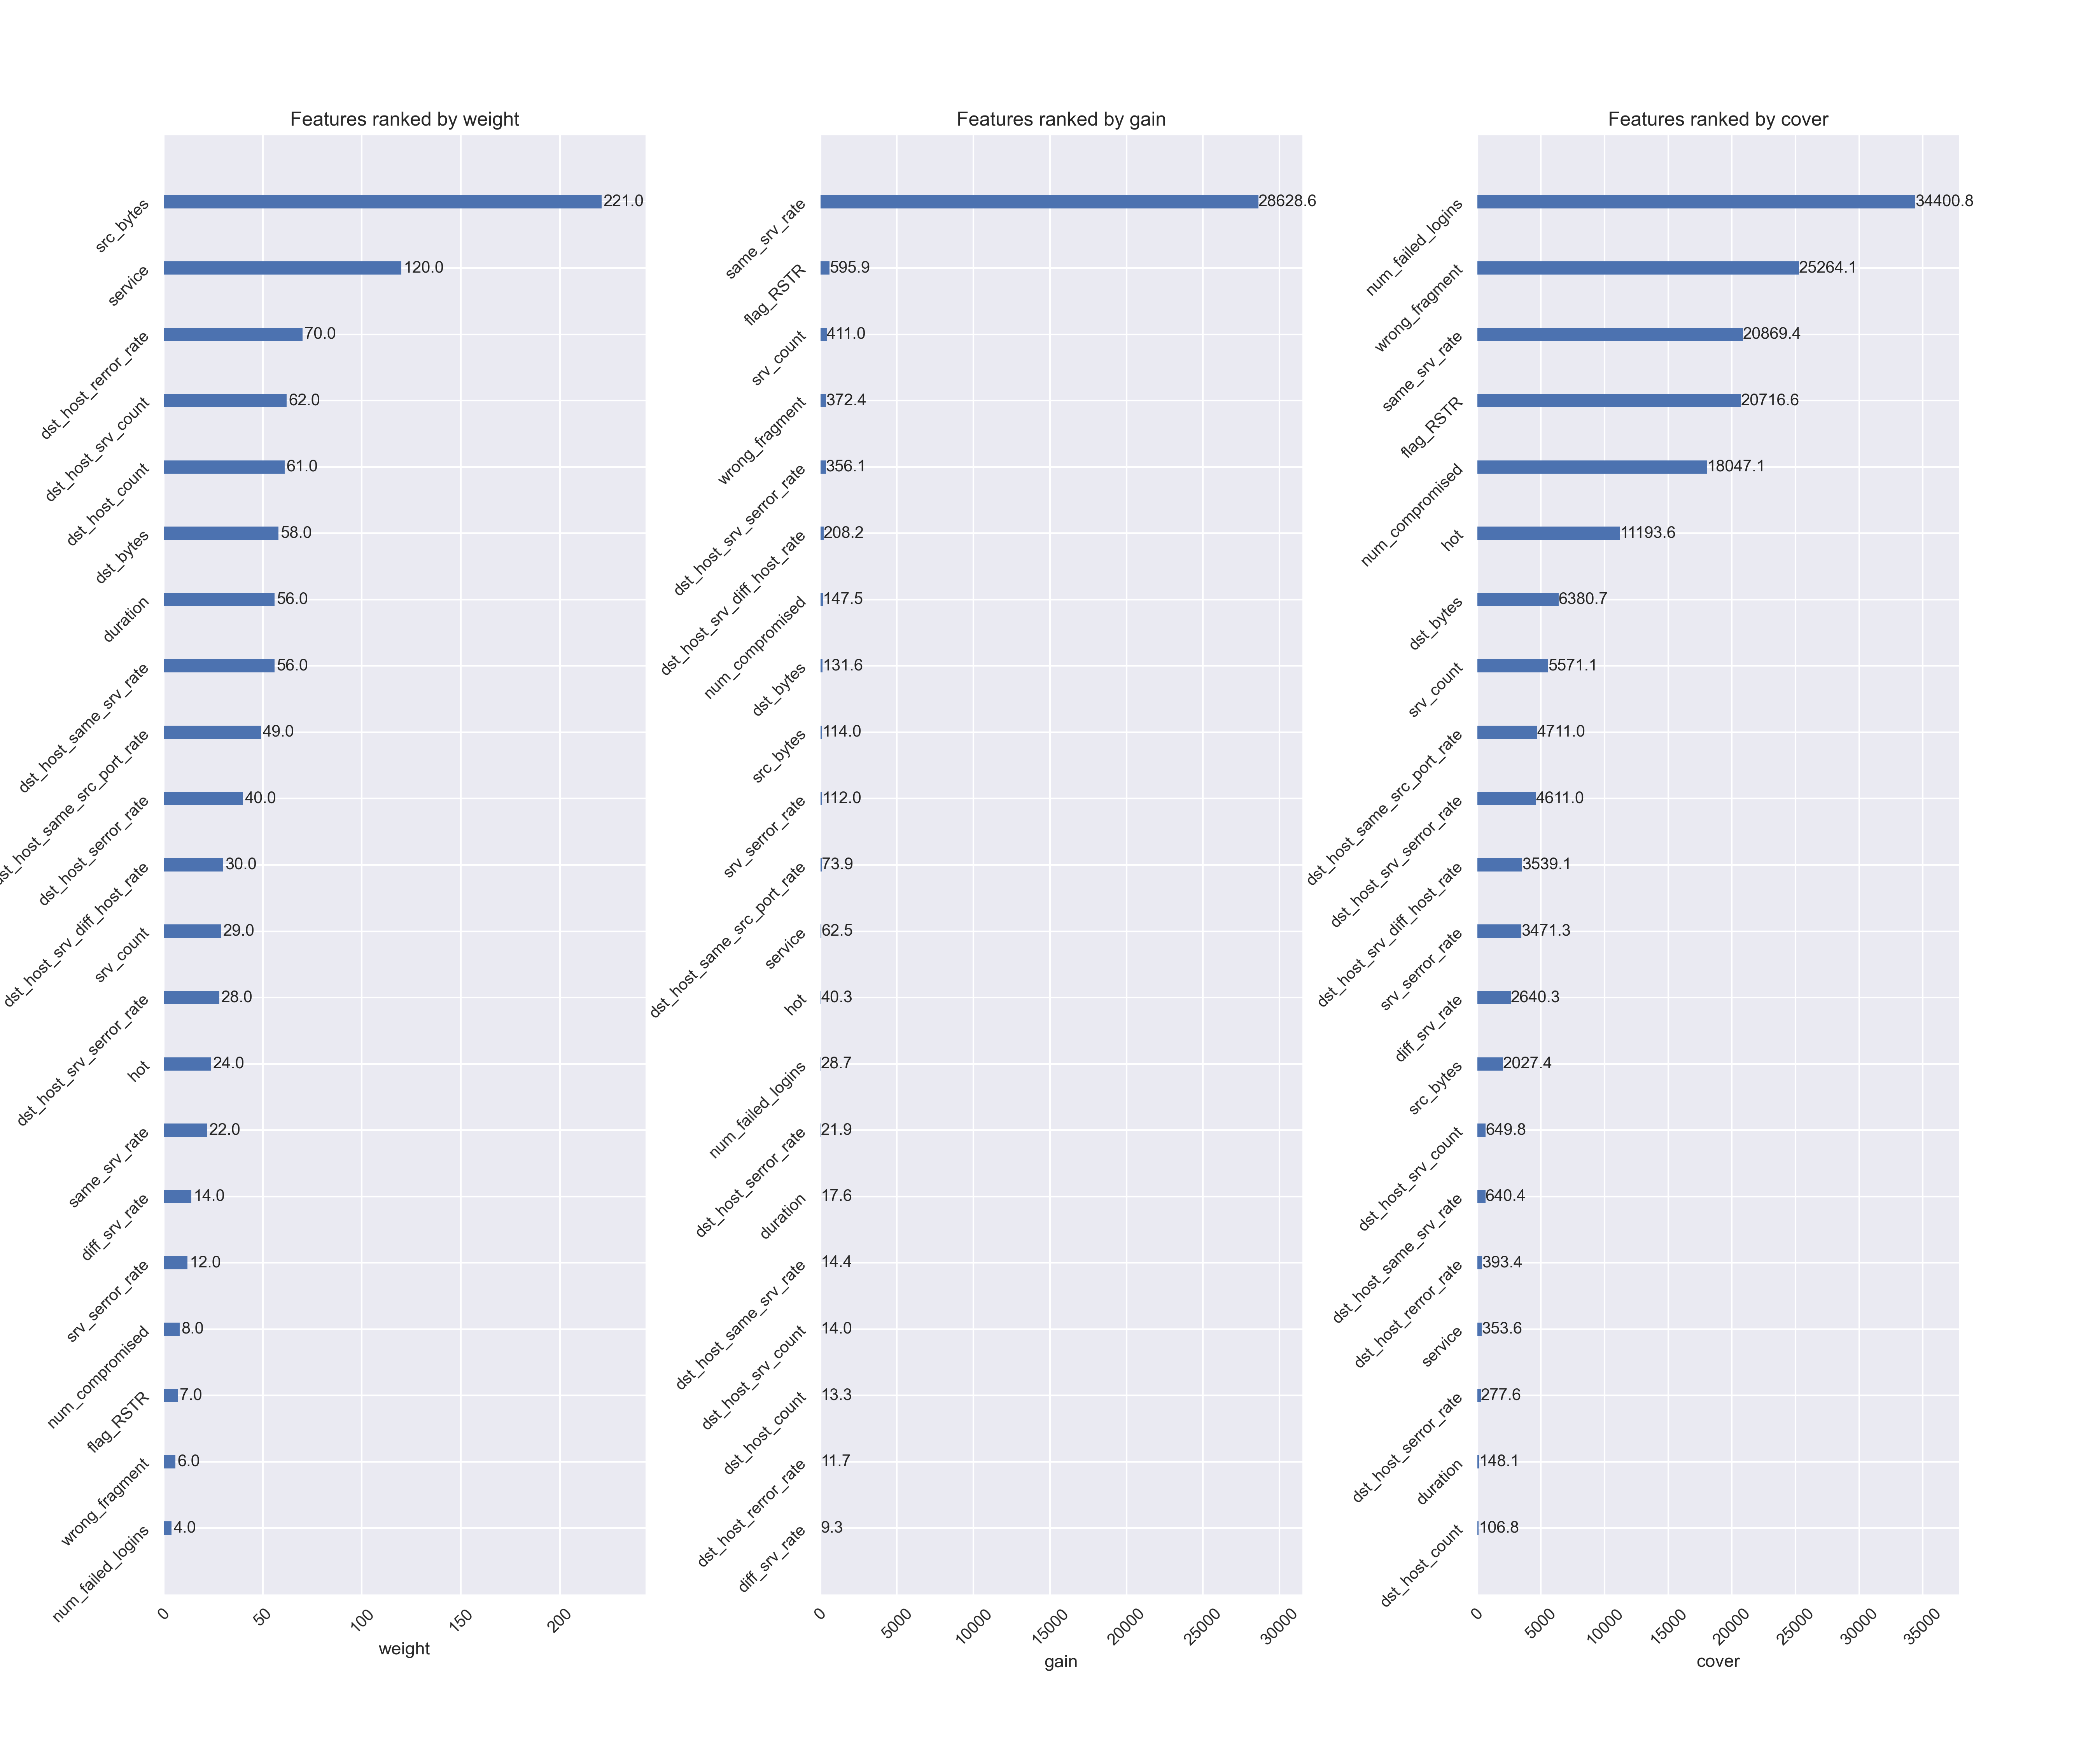 Features ranked by weight
src_bytes 221.0
service 120.0
dst_host_rerror_rate 70.0
dst_host_srv_count 62.0
dst_host_count 61.0
dst_bytes 58.0
duration 56.0
dst_host_same_srv_rate 56.0
dst_host_same_src_port_rate 49.0
dst_host_serror_rate 40.0
dst_host_srv_diff_host_rate 30.0
srv_count 29.0
dst_host_srv_serror_rate 28.0
hot 24.0
same_srv_rate 22.0
diff_srv_rate 14.0
srv_serror_rate 12.0
num_compromised 8.0
flag_RSTR 7.0
wrong_fragment 6.0
num_failed_logins 4.0
0 50 100 150 200
weight
Features ranked by gain
same_srv_rate 28628.6
flag_RSTR 595.9
srv_count 411.0
wrong_fragment 372.4
dst_host_srv_serror_rate 356.1
dst_host_srv_diff_host_rate 208.2
num_compromised 147.5
dst_bytes 131.6
src_bytes 114.0
srv_serror_rate 112.0
dst_host_same_src_port_rate 73.9
service 62.5
hot 40.3
num_failed_logins 28.7
dst_host_serror_rate 21.9
duration 17.6
dst_host_same_srv_rate 14.4
dst_host_srv_count 14.0
dst_host_count 13.3
dst_host_rerror_rate 11.7
diff_srv_rate 9.3
0 5000 10000 15000 20000 25000 30000
gain
Features ranked by cover
num_failed_logins 34400.8
wrong_fragment 25264.1
same_srv_rate 20869.4
flag_RSTR 20716.6
num_compromised 18047.1
hot 11193.6
dst_bytes 6380.7
srv_count 5571.1
dst_host_same_src_port_rate 4711.0
dst_host_srv_serror_rate 4611.0
dst_host_srv_diff_host_rate 3539.1
srv_serror_rate 3471.3
diff_srv_rate 2640.3
src_bytes 2027.4
dst_host_srv_count 649.8
dst_host_same_srv_rate 640.4
dst_host_rerror_rate 393.4
service 353.6
dst_host_serror_rate 277.6
duration 148.1
dst_host_count 106.8
0 5000 10000 15000 20000 25000 30000 35000
cover